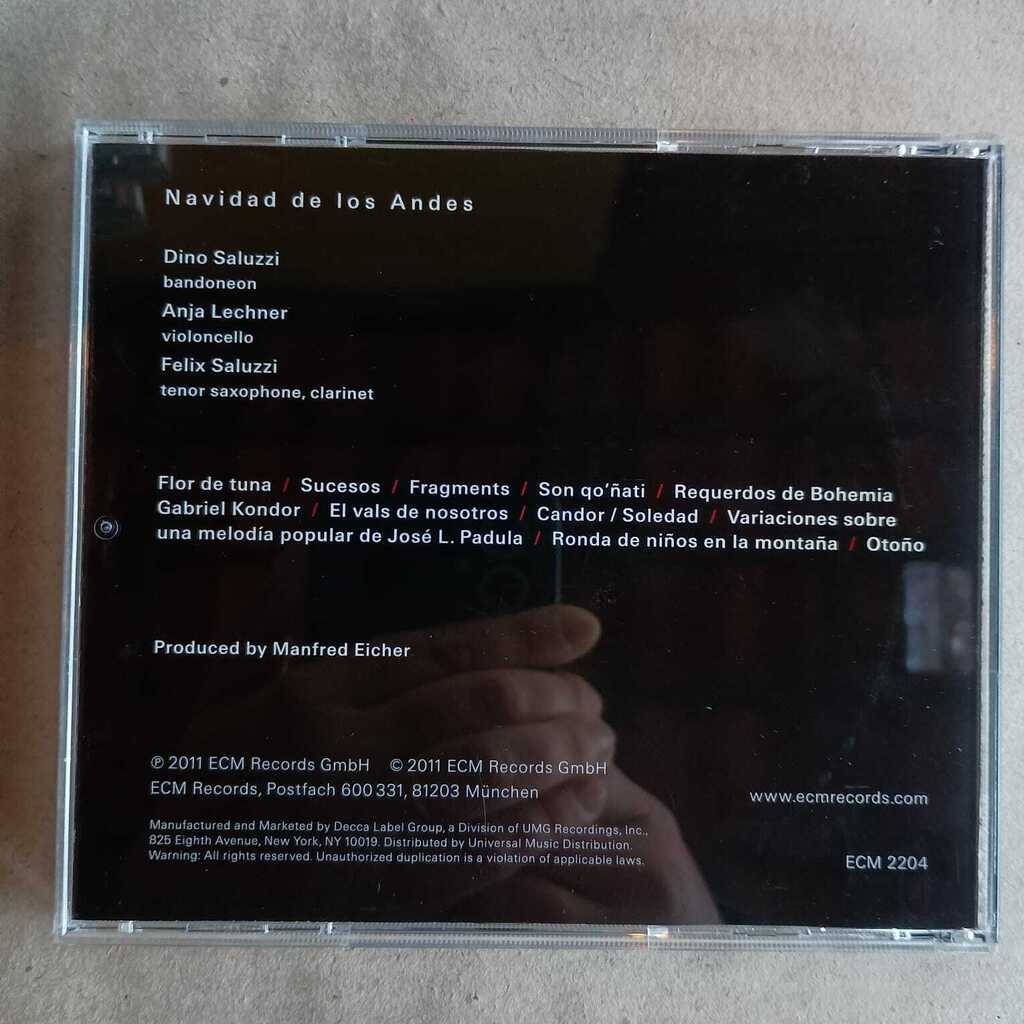 Navidad de los Andes
Dino Saluzzi
bandoneon
Anja Lechner
violoncello
Felix Saluzzi
tenor saxophone, clarinet
Flor de tuna / Sucesos / Fragments / Son qo'ñati / Requerdos de Bohemia
Gabriel Kondor / El vals de nosotros / Candor / Soledad / Variaciones sobre
una melodía popular de José L. Padula / Ronda de niños en la montaña / Otoño
Produced by Manfred Eicher
℗ 2011 ECM Records GmbH © 2011 ECM Records GmbH
ECM Records, Postfach 600 331, 81203 München
www.ecmrecords.com
Manufactured and Marketed by Decca Label Group, a Division of UMG Recordings, Inc.,
825 Eighth Avenue, New York, NY 10019. Distributed by Universal Music Distribution.
Warning: All rights reserved. Unauthorized duplication is a violation of applicable laws.
ECM 2204